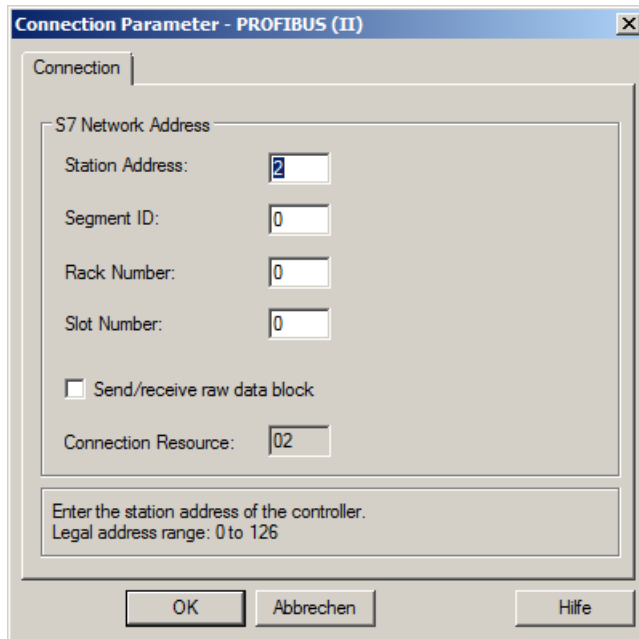 Connection Parameter - PROFIBUS (II)
Connection
S7 Network Address
Station Address: 2
Segment ID: 0
Rack Number: 0
Slot Number: 0
Send/receive raw data block
Connection Resource: 02
Enter the station address of the controller.
Legal address range: 0 to 126
OK Abbrechen Hilfe